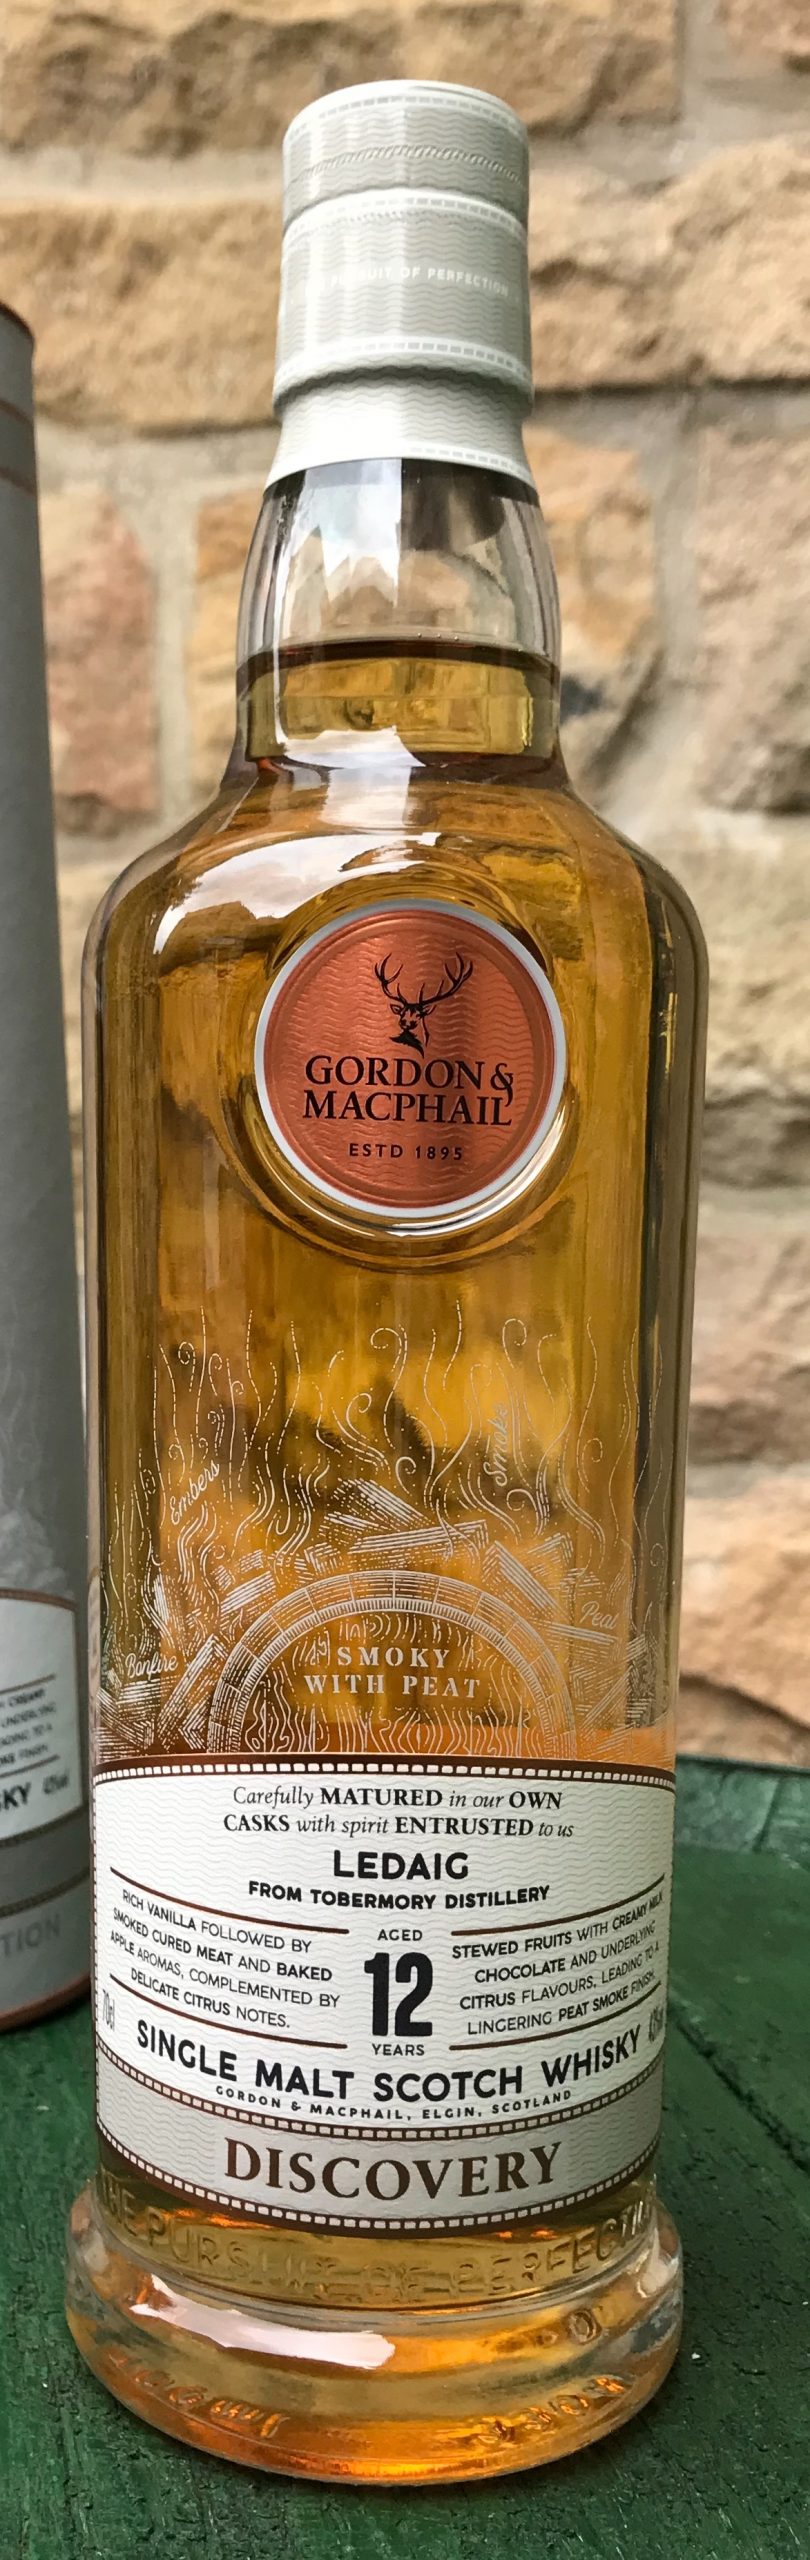 PURSUIT OF PERFECTION
GORDON &
MACPHAIL
ESTD 1895
Embers
Smoke
Bonfire
Peat
SMOKY
WITH PEAT
Carefully MATURED in our OWN
CASKS with spirit ENTRUSTED to us
LEDAIG
FROM TOBERMORY DISTILLERY
RICH VANILLA FOLLOWED BY
SMOKED CURED MEAT AND BAKED
APPLE AROMAS, COMPLEMENTED BY
DELICATE CITRUS NOTES.
AGED
12
YEARS
STEWED FRUITS WITH CREAMY MILK
CHOCOLATE AND UNDERLYING
CITRUS FLAVOURS, LEADING TO A
LINGERING PEAT SMOKE FINISH.
70cl
SINGLE MALT SCOTCH WHISKY
GORDON & MACPHAIL, ELGIN, SCOTLAND
DISCOVERY
THE PURSUIT OF PERFECTION